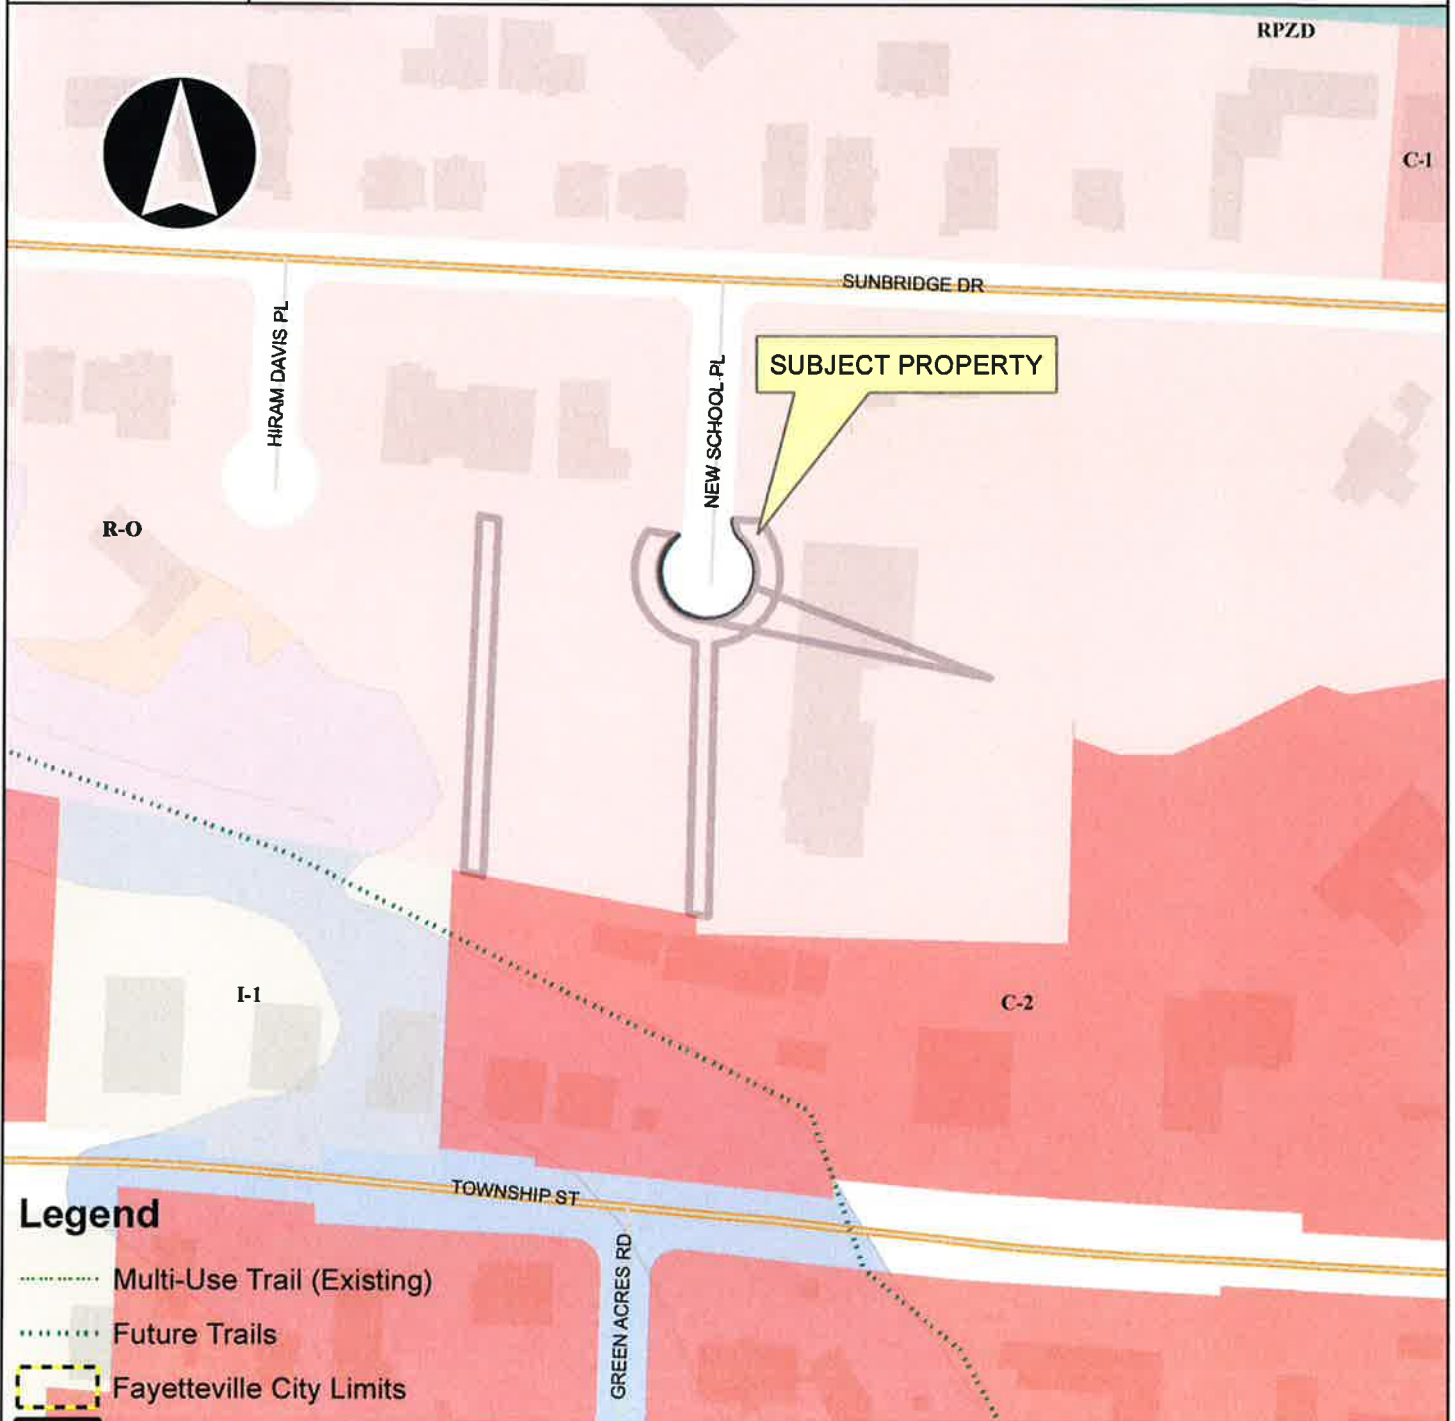 RPZD
C-1
SUNBRIDGE DR
HIRAM DAVIS PL
NEW SCHOOL PL
SUBJECT PROPERTY
R-O
I-1
C-2
TOWNSHIP ST
GREEN ACRES RD
Legend
Multi-Use Trail (Existing)
Future Trails
Fayetteville City Limits